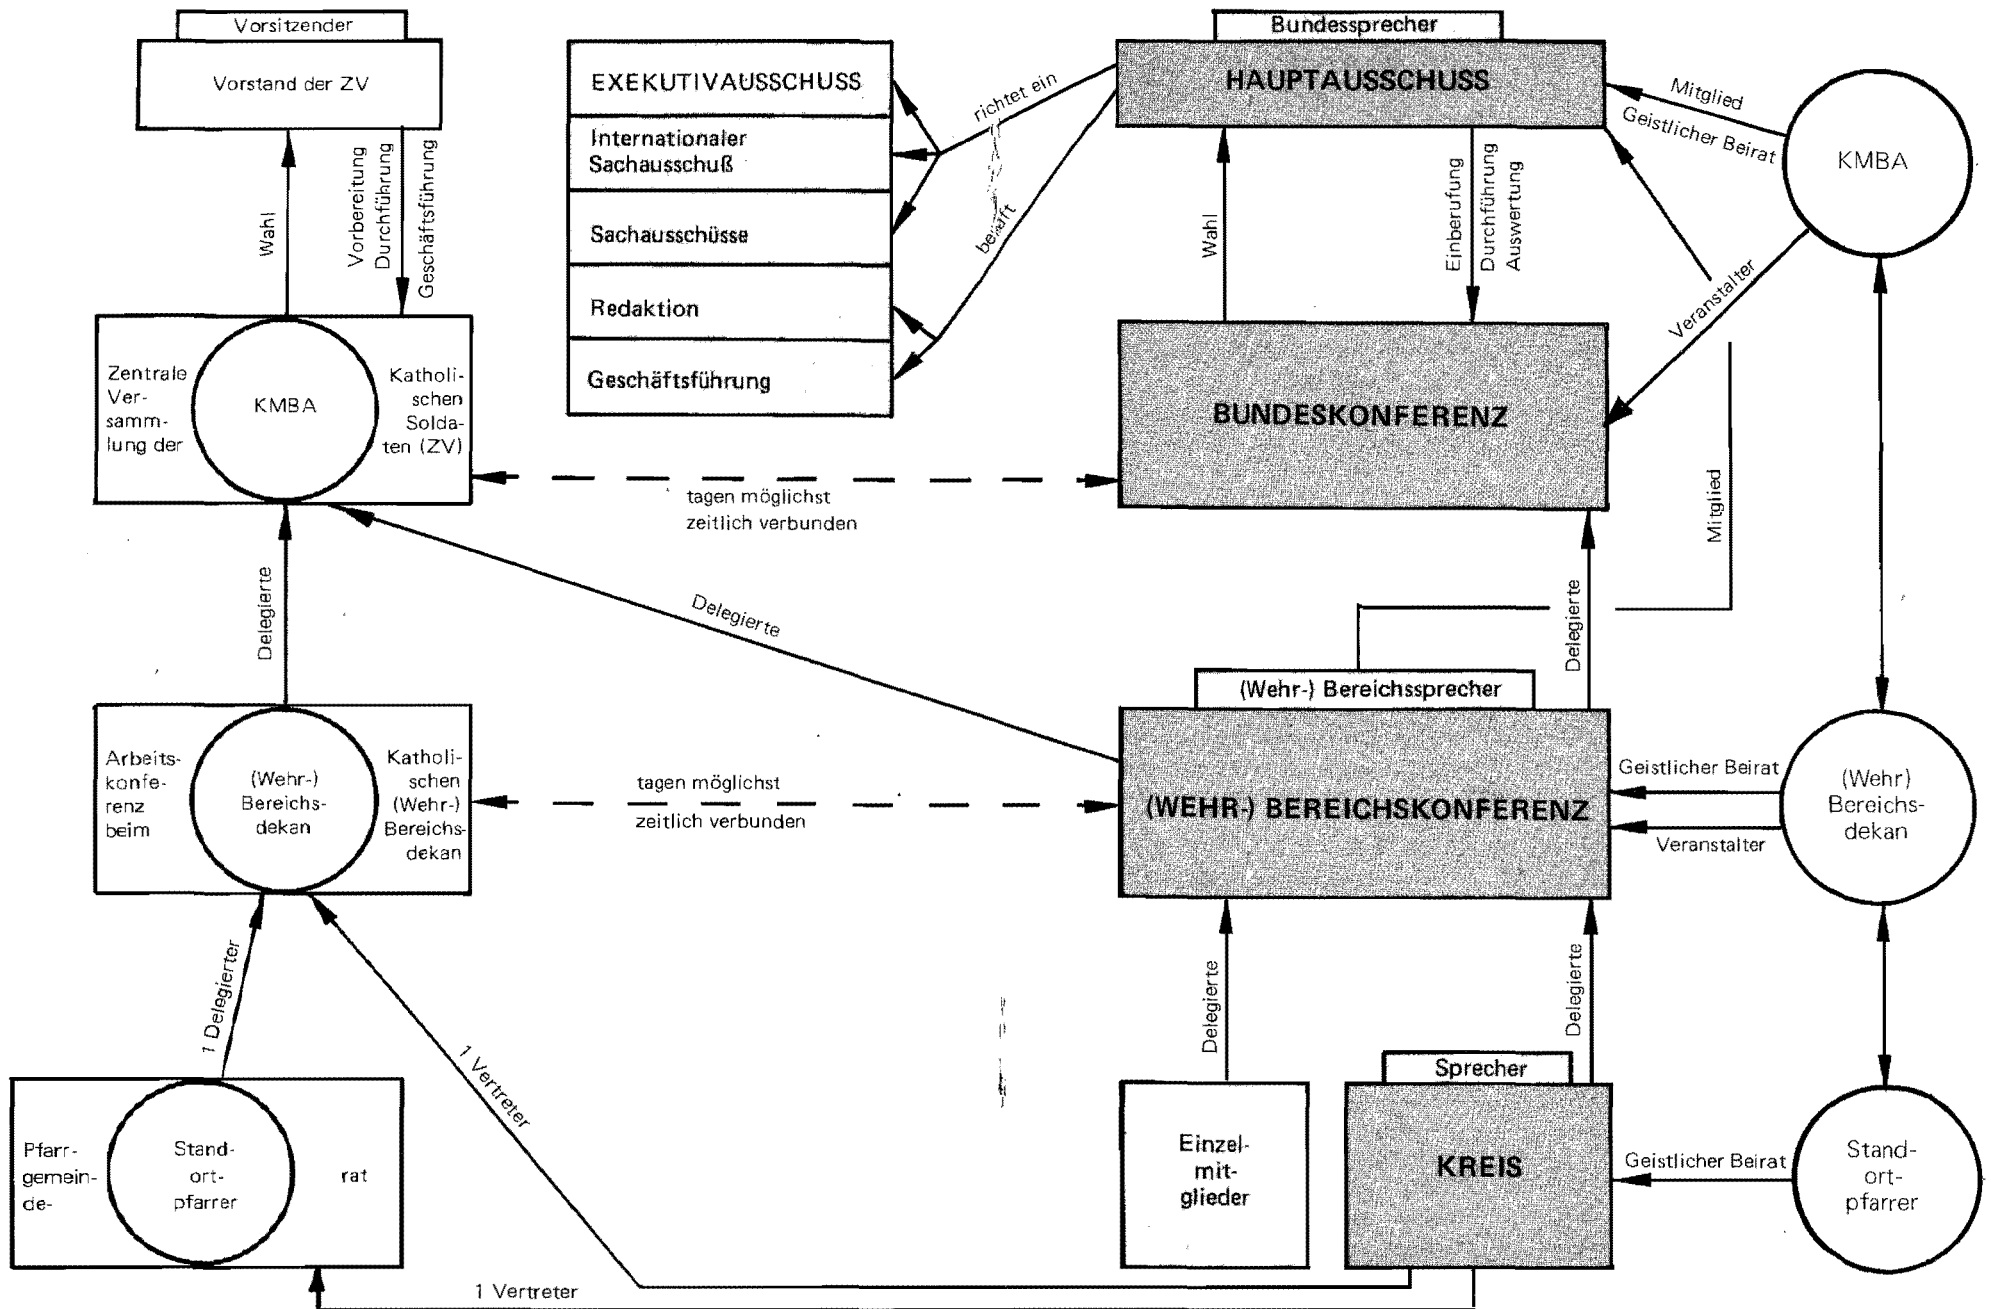 Vorsitzender
Vorstand der ZV
Wahl
Vorbereitung
Durchführung
Geschäftsführung
Zentrale
Ver-
samm-
lung der
KMBA
Katholi-
schen
Solda-
ten (ZV)
Delegierte
Arbeits-
konfe-
renz
beim
(Wehr-)
Bereichs-
dekan
Katholi-
schen
(Wehr-)
Bereichs-
dekan
1 Delegierter
1 Vertreter
Pfarr-
gemein-
de-
Stand-
ort-
pfarrer
rat
1 Vertreter
EXEKUTIVAUSSCHUSS
Internationaler
Sachausschuß
Sachausschüsse
Redaktion
Geschäftsführung
richtet ein
beruft
tagen möglichst
zeitlich verbunden
Delegierte
tagen möglichst
zeitlich verbunden
Bundessprecher
HAUPTAUSSCHUSS
Wahl
Einberufung
Durchführung
Auswertung
BUNDESKONFERENZ
Mitglied
Geistlicher Beirat
KMBA
Veranstalter
Mitglied
Delegierte
(Wehr-) Bereichssprecher
(WEHR-) BEREICHSKONFERENZ
Geistlicher Beirat
Veranstalter
(Wehr)
Bereichs-
dekan
Delegierte
Delegierte
Einzel-
mit-
glieder
Sprecher
KREIS
Geistlicher Beirat
Stand-
ort-
pfarrer